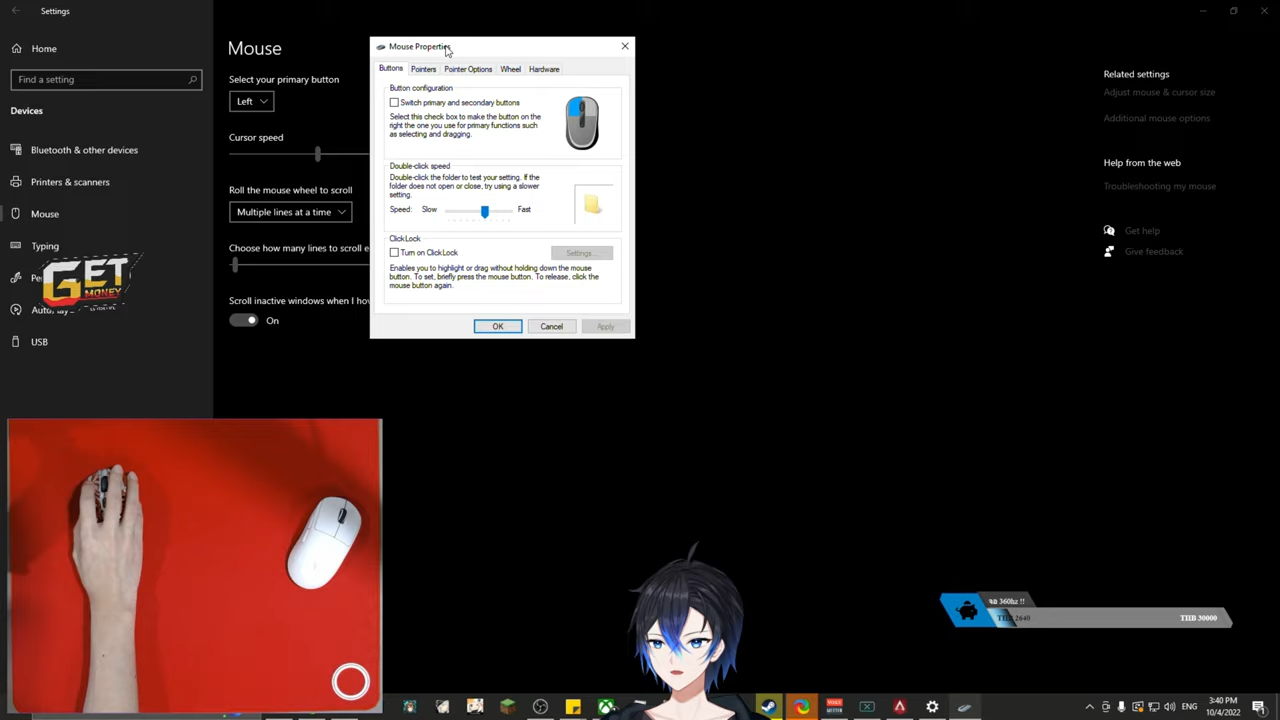 Settings
Home
Find a setting
Devices
Bluetooth & other devices
Printers & scanners
Mouse
Typing
GET
MONEY
USB
Mouse
Select your primary button
Left
Cursor speed
Roll the mouse wheel to scroll
Multiple lines at a time
Choose how many lines to scroll e
Scroll inactive windows when I ho
On
Mouse Properties
Buttons
Pointers
Pointer Options
Wheel
Hardware
Button configuration
Switch primary and secondary buttons
Select this check box to make the button on the
right the one you use for primary functions such
as selecting and dragging.
Double-click speed
Double-click the folder to test your setting. If the
folder does not open or close, try using a slower
setting.
Speed: Slow
Fast
ClickLock
Turn on ClickLock
Settings...
Enables you to highlight or drag without holding down the mouse
button. To set, briefly press the mouse button. To release, click the
mouse button again.
OK
Cancel
Apply
Related settings
Adjust mouse & cursor size
Additional mouse options
Help from the web
Troubleshooting my mouse
Get help
Give feedback
จอ 360hz !!
THB 2640
THB 30000
ENG
3:40 PM
10/4/2022